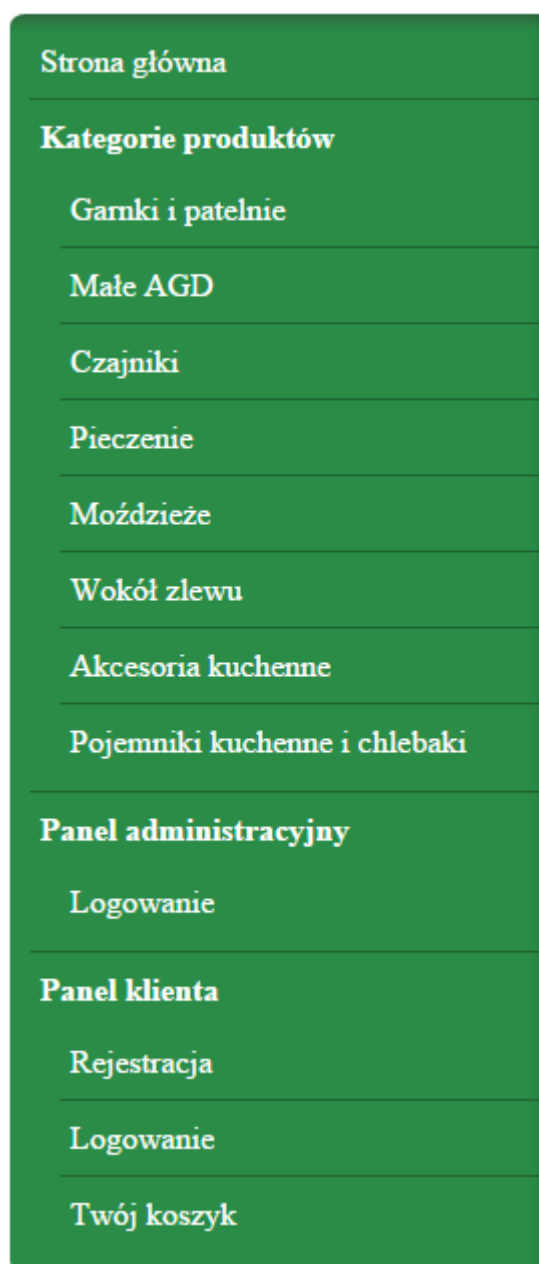 Strona główna
Kategorie produktów
Garnki i patelnie
Małe AGD
Czajniki
Pieczenie
Moździeże
Wokół zlewu
Akcesoria kuchenne
Pojemniki kuchenne i chlebaki
Panel administracyjny
Logowanie
Panel klienta
Rejestracja
Logowanie
Twój koszyk